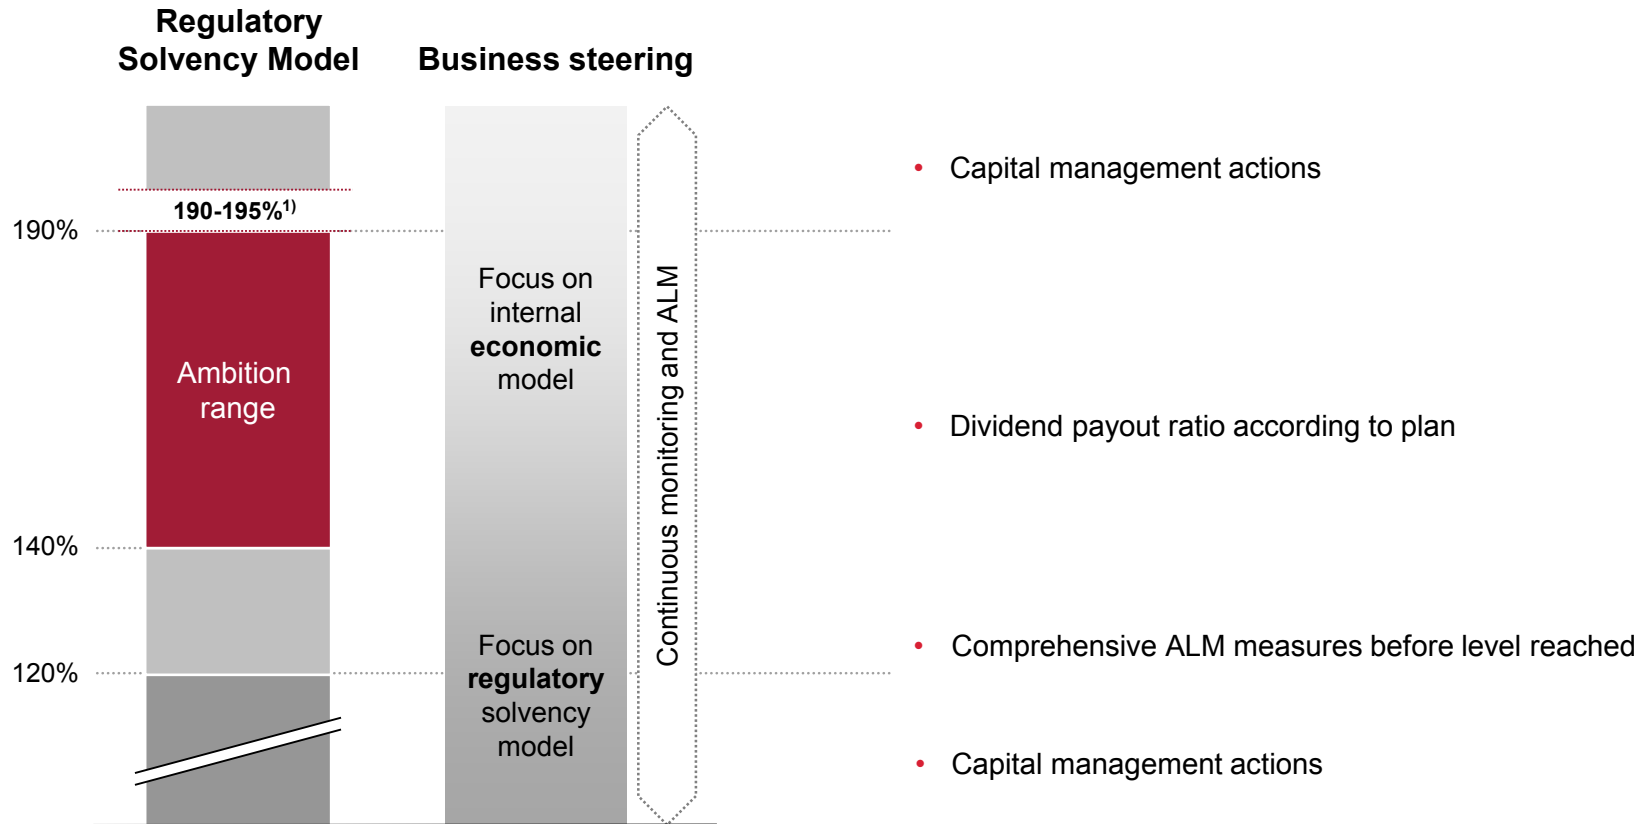 Regulatory
Solvency Model
Business steering
190-195%1)
190%
Ambition
range
140%
120%
Focus on
internal
economic
model
Focus on
regulatory
solvency
model
Continuous monitoring and ALM
• Capital management actions
• Dividend payout ratio according to plan
• Comprehensive ALM measures before level reached
• Capital management actions